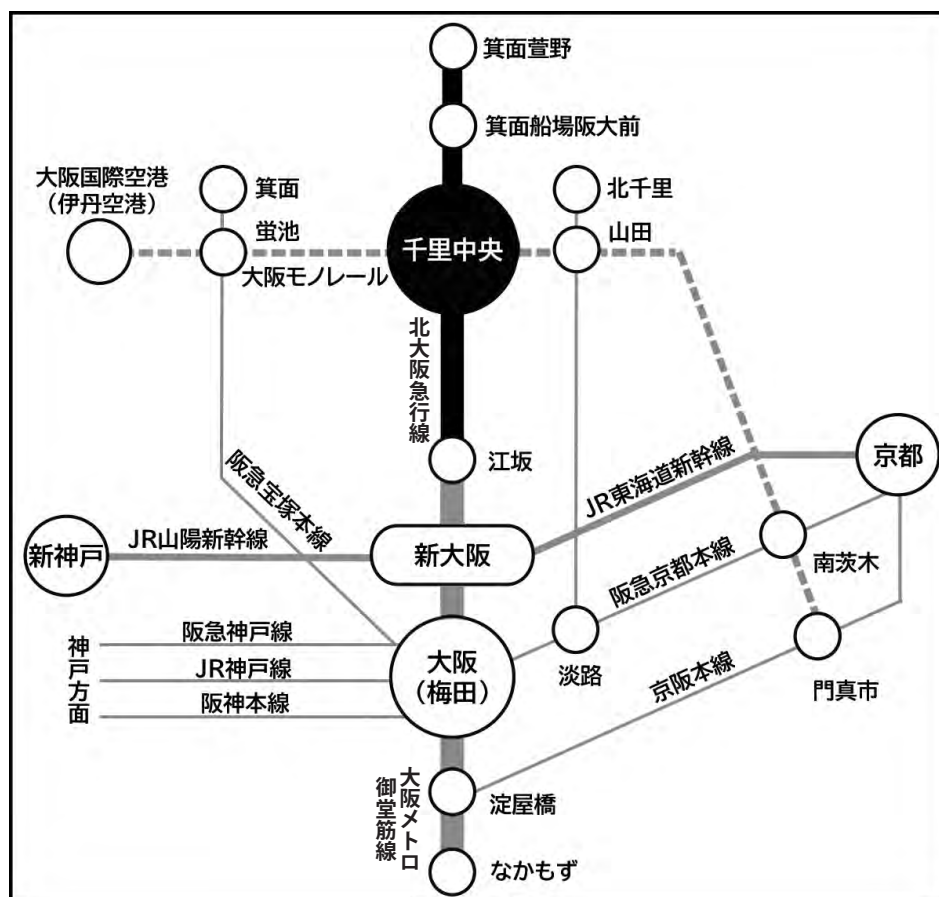 箕面萱野
箕面船場阪大前
大阪国際空港
（伊丹空港）
箕面
北千里
蛍池
千里中央
山田
大阪モノレール
北大阪急行線
江坂
京都
阪急宝塚本線
JR東海道新幹線
新神戸
JR山陽新幹線
新大阪
阪急京都本線
南茨木
神戸方面
阪急神戸線
JR神戸線
阪神本線
大阪
（梅田）
淡路
京阪本線
門真市
大阪メトロ
御堂筋線
淀屋橋
なかもず